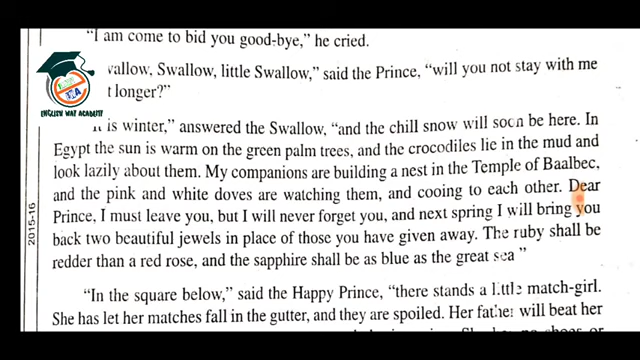 "I am come to bid you good-bye," he cried.
wallow, Swallow, little Swallow," said the Prince, "will you not stay with me
t longer?"
ENGLISH WAY ACADEMY
It is winter," answered the Swallow, "and the chill snow will soon be here. In
Egypt the sun is warm on the green palm trees, and the crocodiles lie in the mud and
look lazily about them. My companions are building a nest in the Temple of Baalbec,
and the pink and white doves are watching them, and cooing to each other. Dear
Prince, I must leave you, but I will never forget you, and next spring I will bring you
back two beautiful jewels in place of those you have given away. The ruby shall be
redder than a red rose, and the sapphire shall be as blue as the great sea"
2015-16
"In the square below," said the Happy Prince, "there stands a little match-girl.
She has let her matches fall in the gutter, and they are spoiled. Her father will beat her